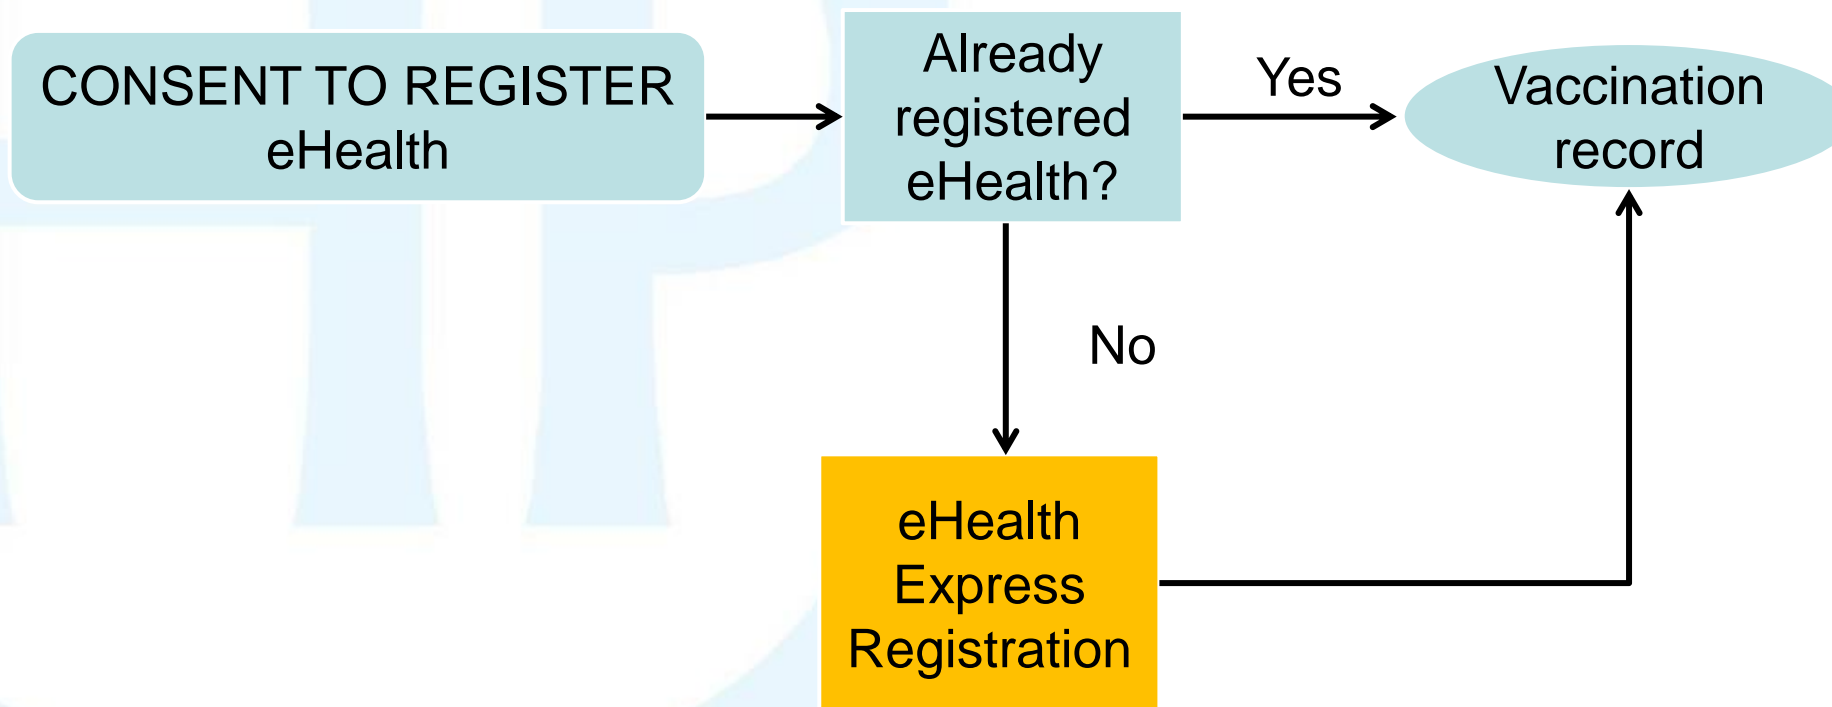 CONSENT TO REGISTER
eHealth
Already
registered
eHealth?
Yes
Vaccination
record
No
eHealth
Express
Registration